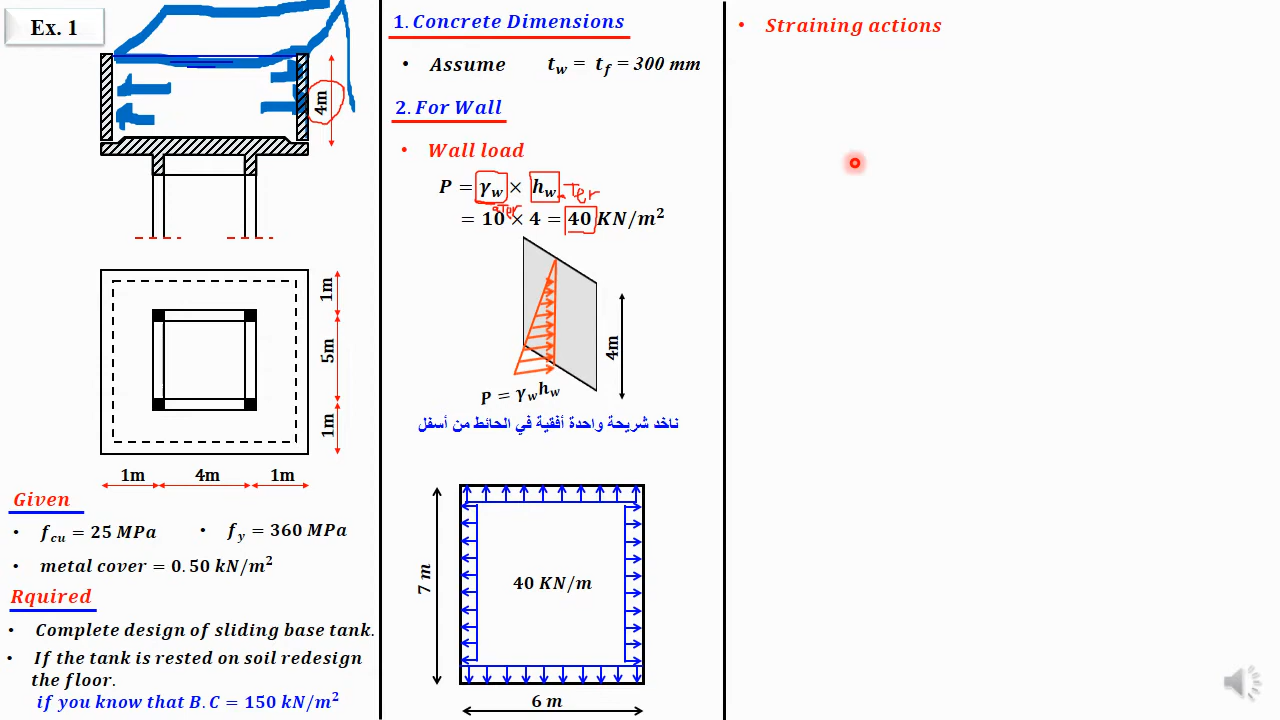 Ex. 1
4m
1m
5m
1m
1m 4m 1m
Given
• f_cu = 25 MPa • f_y = 360 MPa
• metal cover = 0.50 kN/m²
Rquired
• Complete design of sliding base tank.
• If the tank is rested on soil redesign
the floor.
if you know that B.C = 150 kN/m²
1. Concrete Dimensions
• Assume t_w = t_f = 300 mm
2. For Wall
• Wall load
P = γ_w × h_w
= 10 × 4 = 40 KN/m²
4m
P = γ_w h_w
ناخد شريحة واحدة أفقية في الحائط من أسفل
7 m
40 KN/m
6 m
• Straining actions